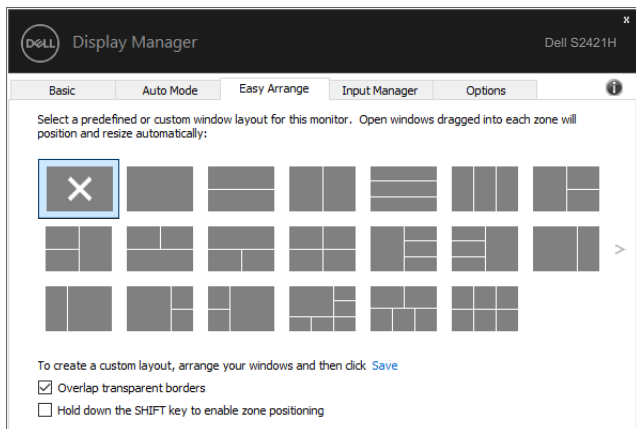 x
DELL Display Manager Dell S2421H
Basic Auto Mode Easy Arrange Input Manager Options
Select a predefined or custom window layout for this monitor. Open windows dragged into each zone will
position and resize automatically:
>
To create a custom layout, arrange your windows and then click Save
Overlap transparent borders
Hold down the SHIFT key to enable zone positioning